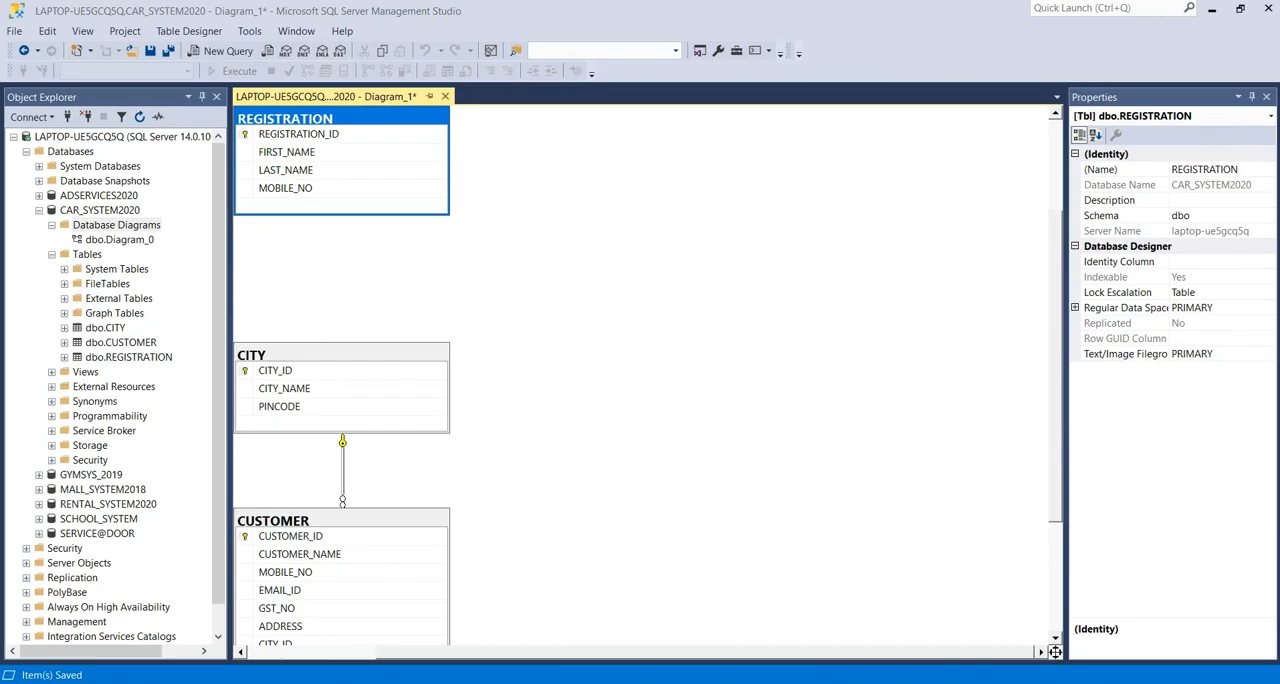 LAPTOP-UE5GCQ5Q.CAR_SYSTEM2020 - Diagram_1* - Microsoft SQL Server Management Studio
Quick Launch (Ctrl+Q)
File Edit View Project Table Designer Tools Window Help
New Query
Execute
Object Explorer
Connect
LAPTOP-UE5GCQ5Q (SQL Server 14.0.10
Databases
System Databases
Database Snapshots
ADSERVICES2020
CAR_SYSTEM2020
Database Diagrams
dbo.Diagram_0
Tables
System Tables
FileTables
External Tables
Graph Tables
dbo.CITY
dbo.CUSTOMER
dbo.REGISTRATION
Views
External Resources
Synonyms
Programmability
Service Broker
Storage
Security
GYMSYS_2019
MALL_SYSTEM2018
RENTAL_SYSTEM2020
SCHOOL_SYSTEM
SERVICE@DOOR
Security
Server Objects
Replication
PolyBase
Always On High Availability
Management
Integration Services Catalogs
LAPTOP-UE5GCQ5Q....2020 - Diagram_1*
REGISTRATION
REGISTRATION_ID
FIRST_NAME
LAST_NAME
MOBILE_NO
CITY
CITY_ID
CITY_NAME
PINCODE
CUSTOMER
CUSTOMER_ID
CUSTOMER_NAME
MOBILE_NO
EMAIL_ID
GST_NO
ADDRESS
CITY_ID
Properties
[Tbl] dbo.REGISTRATION
(Identity)
(Name) REGISTRATION
Database Name CAR_SYSTEM2020
Description
Schema dbo
Server Name laptop-ue5gcq5q
Database Designer
Identity Column
Indexable Yes
Lock Escalation Table
Regular Data Space PRIMARY
Replicated No
Row GUID Column
Text/Image Filegro PRIMARY
(Identity)
Item(s) Saved